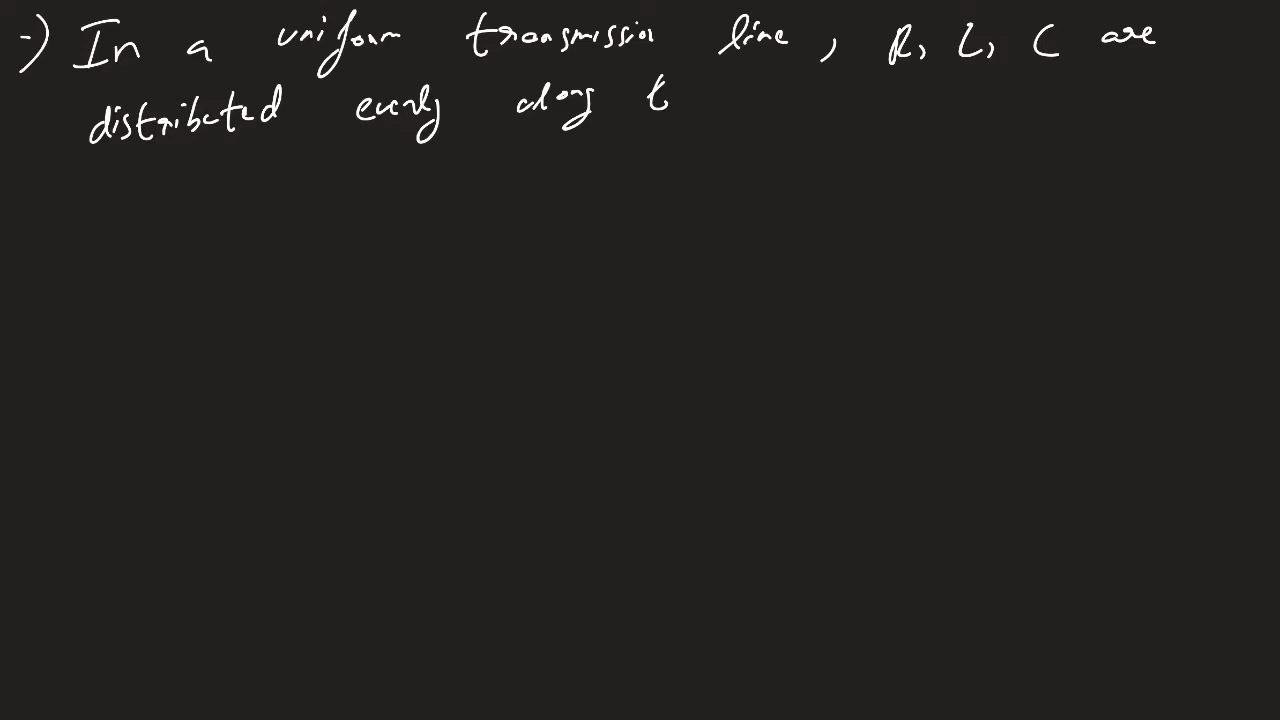 -) In a uniform transmission line, R, L, C are
distributed evenly along t